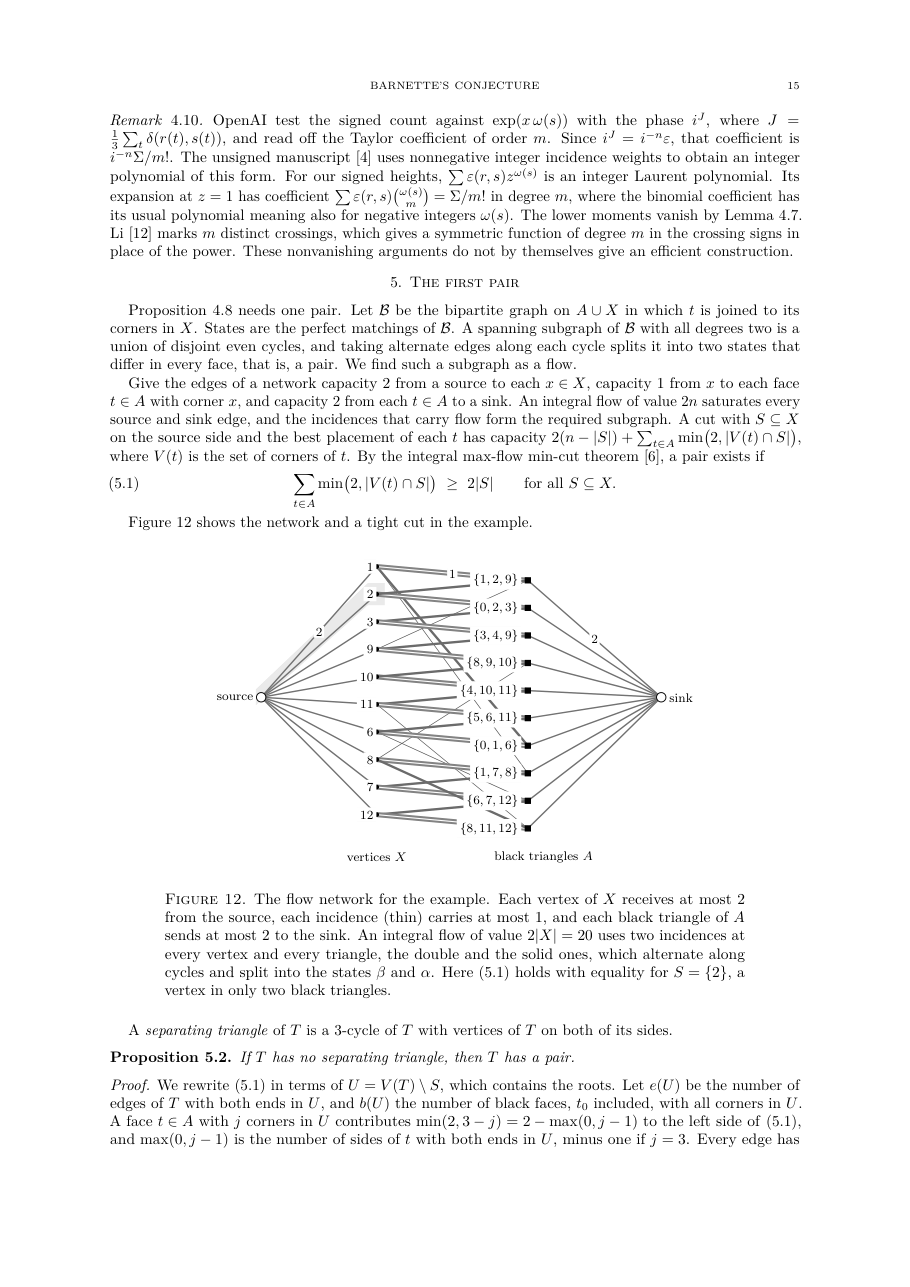 BARNETTE'S CONJECTURE 15
Remark 4.10. OpenAI test the signed count against exp(x ω(s)) with the phase i^J, where J =
1/3 ∑_t δ(r(t), s(t)), and read off the Taylor coefficient of order m. Since i^J = i^{−n}ε, that coefficient is
i^{−n}Σ/m!. The unsigned manuscript [4] uses nonnegative integer incidence weights to obtain an integer
polynomial of this form. For our signed heights, ∑ ε(r, s)z^{ω(s)} is an integer Laurent polynomial. Its
expansion at z = 1 has coefficient ∑ ε(r, s)(ω(s) m) = Σ/m! in degree m, where the binomial coefficient has
its usual polynomial meaning also for negative integers ω(s). The lower moments vanish by Lemma 4.7.
Li [12] marks m distinct crossings, which gives a symmetric function of degree m in the crossing signs in
place of the power. These nonvanishing arguments do not by themselves give an efficient construction.
5. The first pair
Proposition 4.8 needs one pair. Let ℬ be the bipartite graph on A ∪ X in which t is joined to its
corners in X. States are the perfect matchings of ℬ. A spanning subgraph of ℬ with all degrees two is a
union of disjoint even cycles, and taking alternate edges along each cycle splits it into two states that
differ in every face, that is, a pair. We find such a subgraph as a flow.
Give the edges of a network capacity 2 from a source to each x ∈ X, capacity 1 from x to each face
t ∈ A with corner x, and capacity 2 from each t ∈ A to a sink. An integral flow of value 2n saturates every
source and sink edge, and the incidences that carry flow form the required subgraph. A cut with S ⊆ X
on the source side and the best placement of each t has capacity 2(n − |S|) + ∑_{t∈A} min(2, |V(t) ∩ S|),
where V(t) is the set of corners of t. By the integral max-flow min-cut theorem [6], a pair exists if
(5.1) ∑_{t∈A} min(2, |V(t) ∩ S|) ≥ 2|S| for all S ⊆ X.
Figure 12 shows the network and a tight cut in the example.
1
1
{1, 2, 9}
2
{0, 2, 3}
3
2
{3, 4, 9}
2
9
{8, 9, 10}
10
{4, 10, 11}
source
sink
11
{5, 6, 11}
6
{0, 1, 6}
8
{1, 7, 8}
7
{6, 7, 12}
12
{8, 11, 12}
vertices X
black triangles A
Figure 12. The flow network for the example. Each vertex of X receives at most 2
from the source, each incidence (thin) carries at most 1, and each black triangle of A
sends at most 2 to the sink. An integral flow of value 2|X| = 20 uses two incidences at
every vertex and every triangle, the double and the solid ones, which alternate along
cycles and split into the states β and α. Here (5.1) holds with equality for S = {2}, a
vertex in only two black triangles.
A separating triangle of T is a 3-cycle of T with vertices of T on both of its sides.
Proposition 5.2. If T has no separating triangle, then T has a pair.
Proof. We rewrite (5.1) in terms of U = V(T) \ S, which contains the roots. Let e(U) be the number of
edges of T with both ends in U, and b(U) the number of black faces, t₀ included, with all corners in U.
A face t ∈ A with j corners in U contributes min(2, 3 − j) = 2 − max(0, j − 1) to the left side of (5.1),
and max(0, j − 1) is the number of sides of t with both ends in U, minus one if j = 3. Every edge has